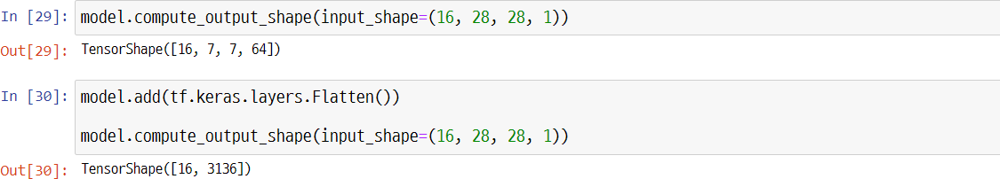 In [29]: model.compute_output_shape(input_shape=(16, 28, 28, 1))
Out[29]: TensorShape([16, 7, 7, 64])
In [30]: model.add(tf.keras.layers.Flatten())
model.compute_output_shape(input_shape=(16, 28, 28, 1))
Out[30]: TensorShape([16, 3136])